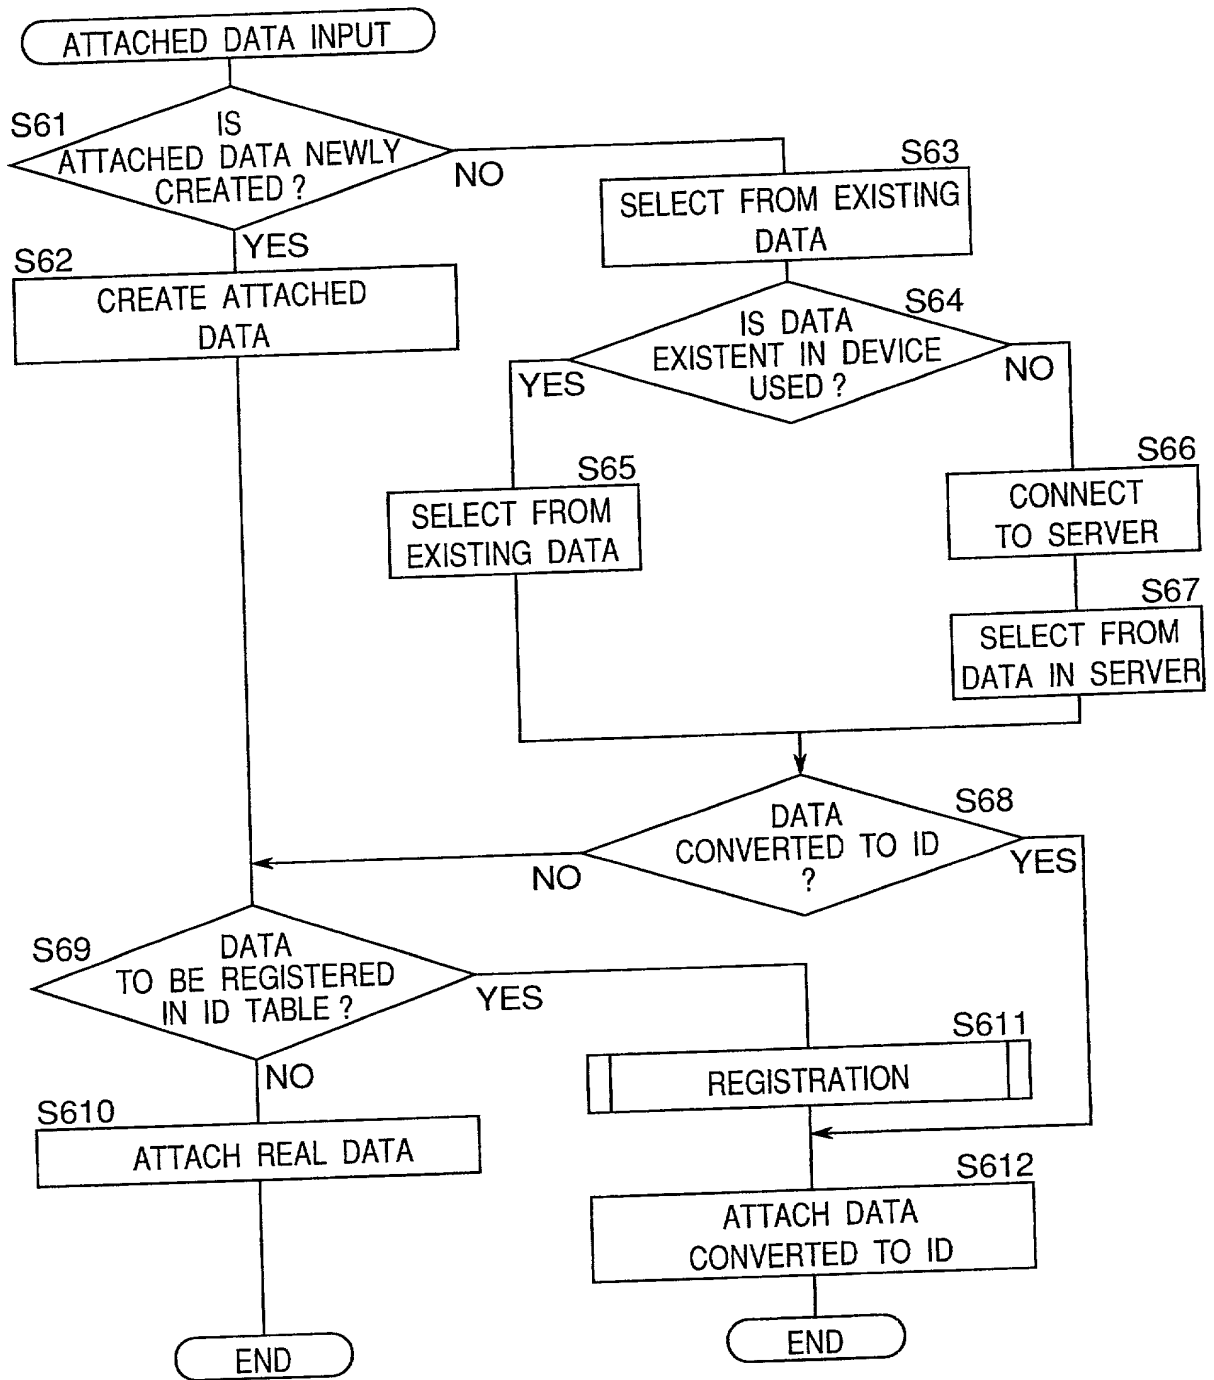 ATTACHED DATA INPUT
S61
IS
ATTACHED DATA NEWLY
CREATED?
NO
YES
S62
CREATE ATTACHED
DATA
S63
SELECT FROM EXISTING
DATA
S64
IS DATA
EXISTENT IN DEVICE
USED?
YES
NO
S65
SELECT FROM
EXISTING DATA
S66
CONNECT
TO SERVER
S67
SELECT FROM
DATA IN SERVER
S68
DATA
CONVERTED TO ID
?
NO
YES
S69
DATA
TO BE REGISTERED
IN ID TABLE?
YES
NO
S610
ATTACH REAL DATA
END
S611
REGISTRATION
S612
ATTACH DATA
CONVERTED TO ID
END